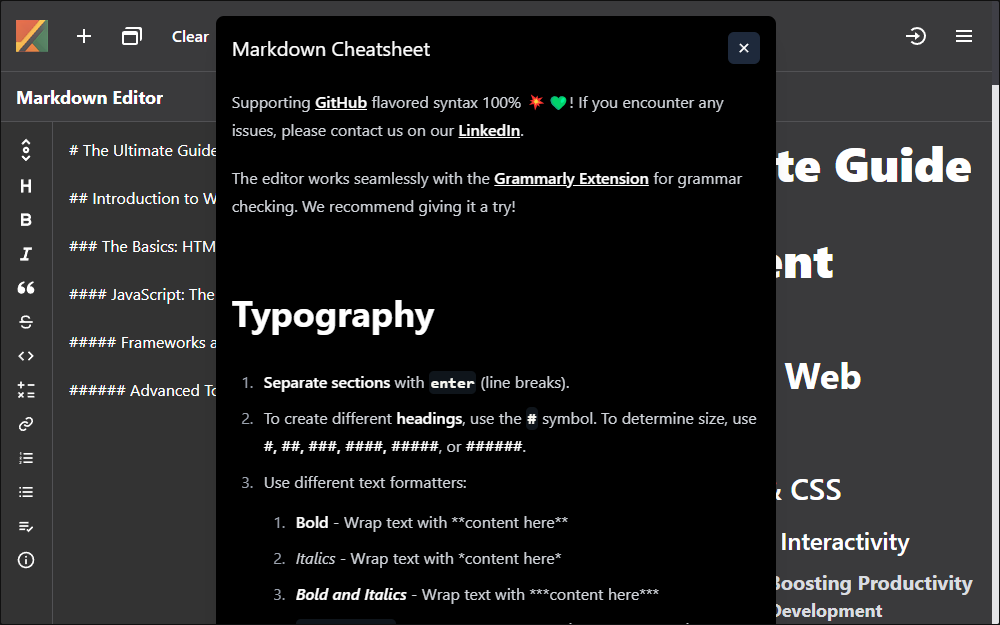 Clear
Markdown Editor
# The Ultimate Guide
## Introduction to W
### The Basics: HTM
#### JavaScript: The
##### Frameworks a
###### Advanced To
Markdown Cheatsheet
Supporting GitHub flavored syntax 100% 💥 💚! If you encounter any
issues, please contact us on our LinkedIn.
The editor works seamlessly with the Grammarly Extension for grammar
checking. We recommend giving it a try!
Typography
1. Separate sections with enter (line breaks).
2. To create different headings, use the # symbol. To determine size, use
#, ##, ###, ####, #####, or ######.
3. Use different text formatters:
1. Bold - Wrap text with **content here**
2. Italics - Wrap text with *content here*
3. Bold and Italics - Wrap text with ***content here***
te Guide
ent
Web
& CSS
Interactivity
Boosting Productivity
Development